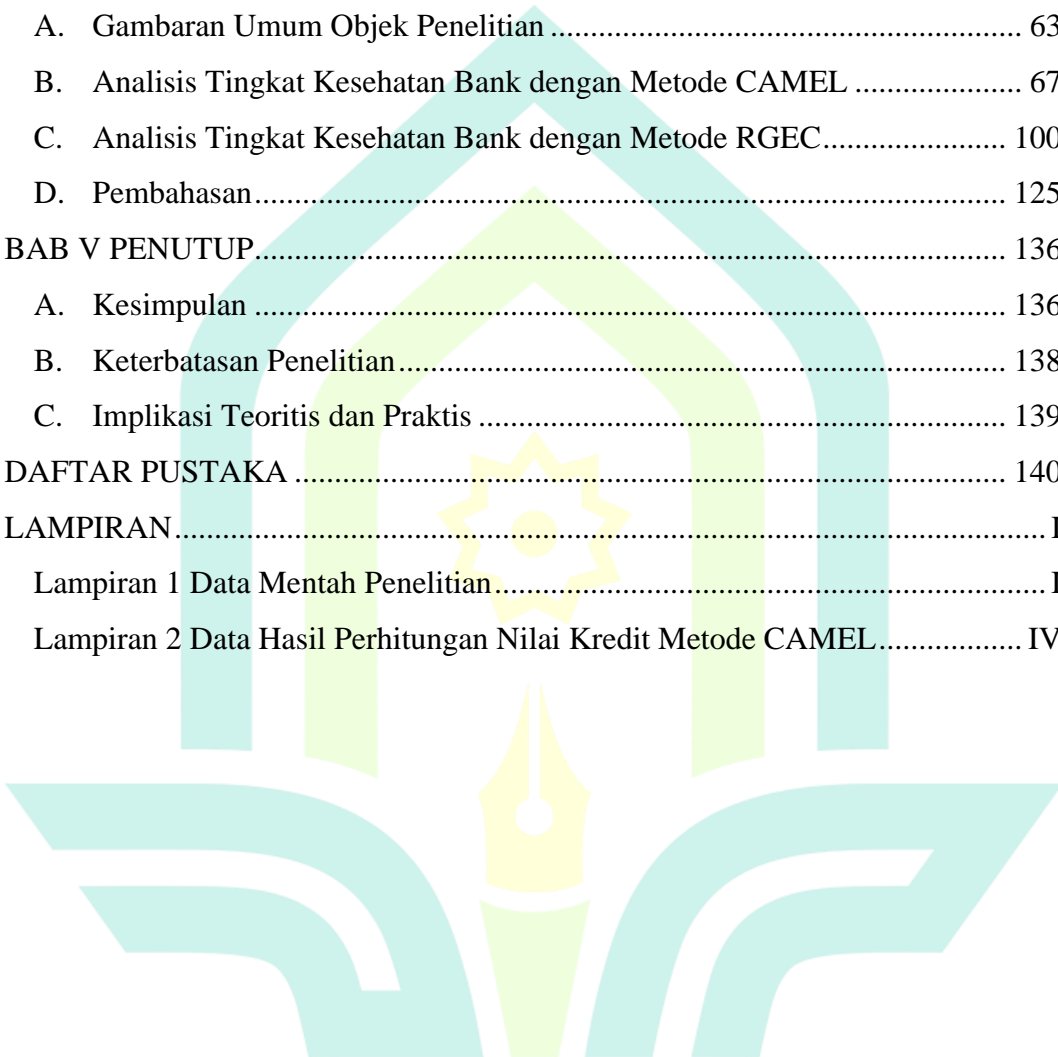 A. Gambaran Umum Objek Penelitian ........................................................... 63
B. Analisis Tingkat Kesehatan Bank dengan Metode CAMEL ..................... 67
C. Analisis Tingkat Kesehatan Bank dengan Metode RGEC....................... 100
D. Pembahasan.............................................................................................. 125
BAB V PENUTUP.............................................................................................. 136
A. Kesimpulan .............................................................................................. 136
B. Keterbatasan Penelitian............................................................................ 138
C. Implikasi Teoritis dan Praktis .................................................................. 139
DAFTAR PUSTAKA ......................................................................................... 140
LAMPIRAN............................................................................................................. I
Lampiran 1 Data Mentah Penelitian..................................................................... I
Lampiran 2 Data Hasil Perhitungan Nilai Kredit Metode CAMEL.................. IV